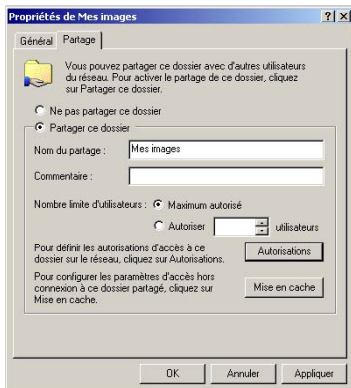 Propriétés de Mes images
Général Partage
Vous pouvez partager ce dossier avec d'autres utilisateurs
du réseau. Pour activer le partage de ce dossier, cliquez
sur Partager ce dossier.
Ne pas partager ce dossier
Partager ce dossier
Nom du partage : Mes images
Commentaire :
Nombre limite d'utilisateurs : Maximum autorisé
Autoriser utilisateurs
Pour définir les autorisations d'accès à ce
dossier sur le réseau, cliquez sur Autorisations.
Autorisations
Pour configurer les paramètres d'accès hors
connexion à ce dossier partagé, cliquez sur
Mise en cache.
Mise en cache
OK Annuler Appliquer